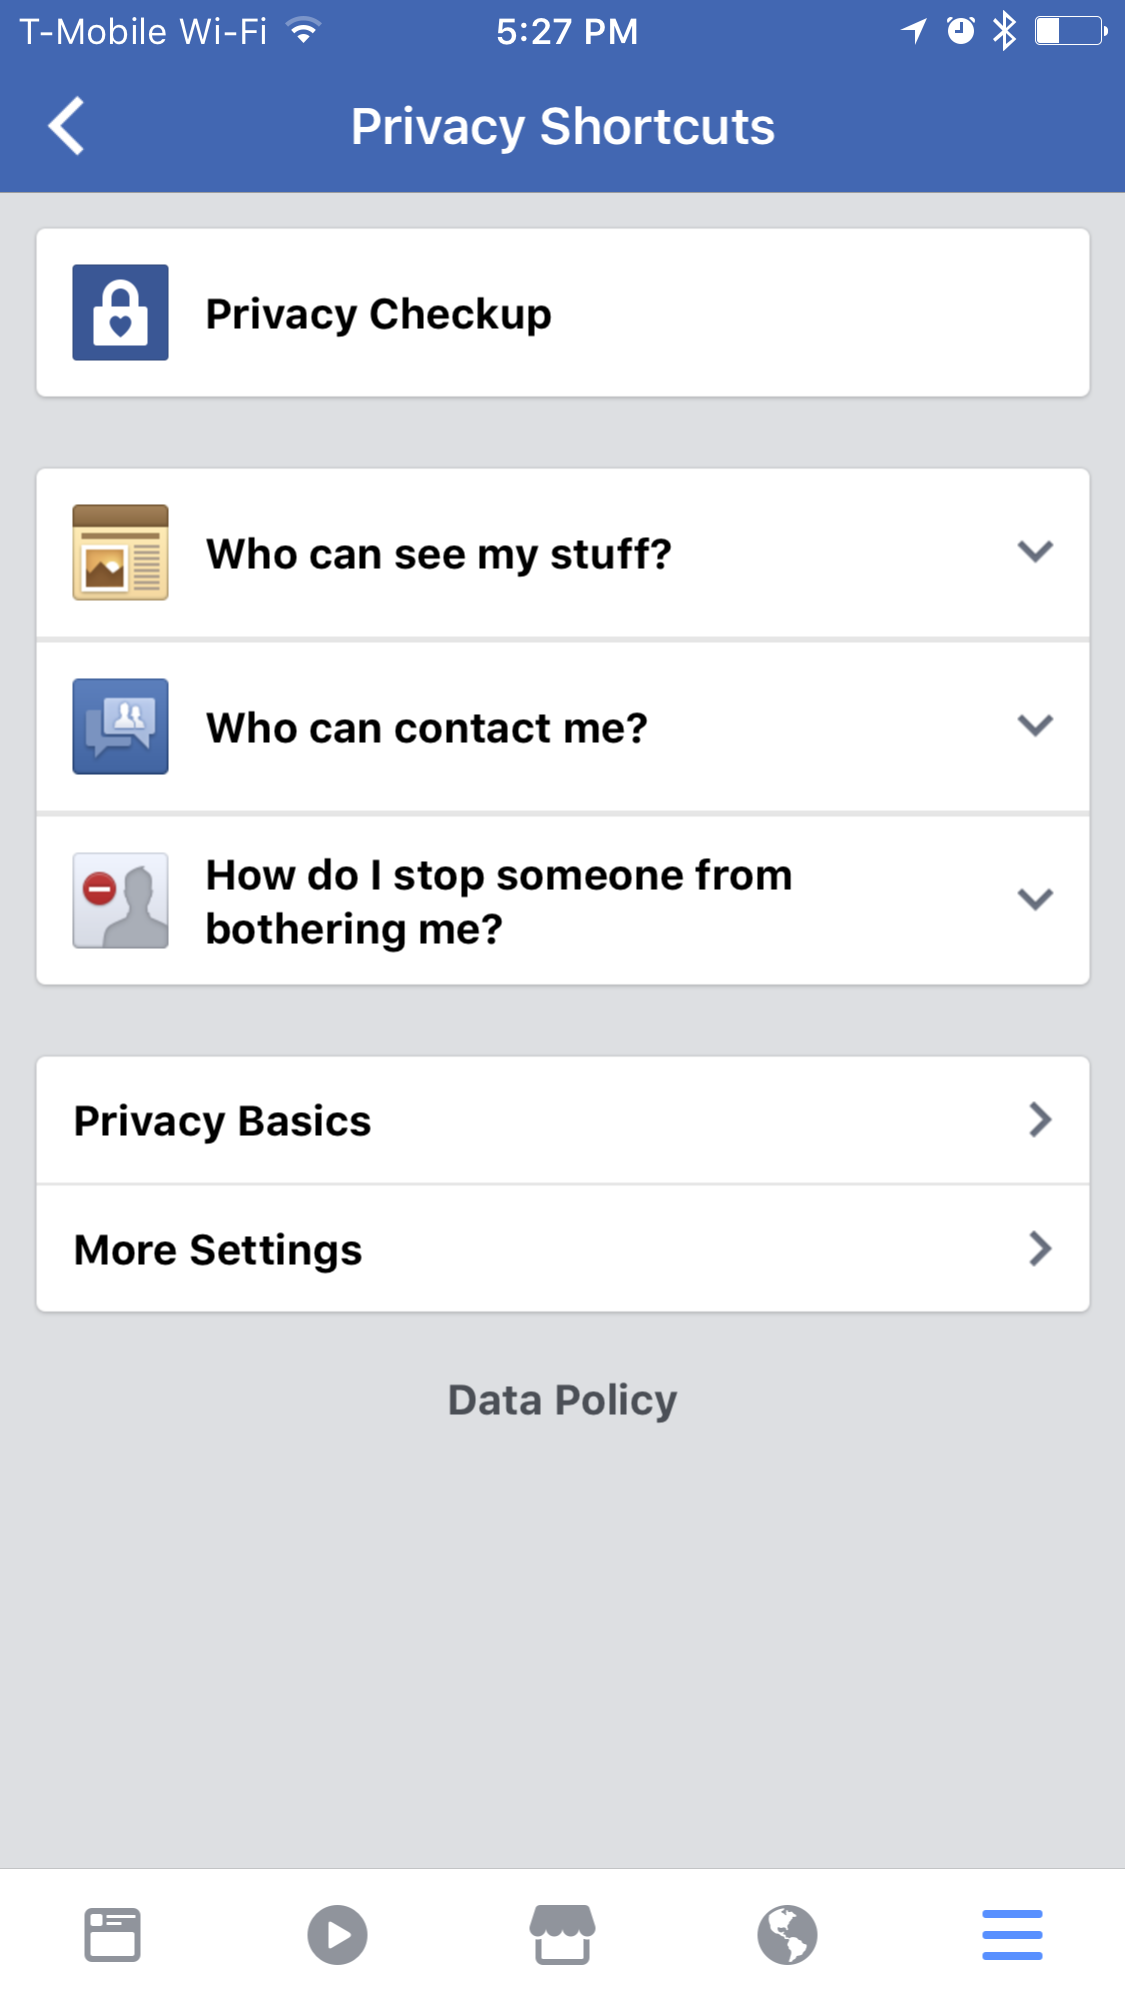 T-Mobile Wi-Fi 5:27 PM
Privacy Shortcuts
Privacy Checkup
Who can see my stuff?
Who can contact me?
How do I stop someone from
bothering me?
Privacy Basics
More Settings
Data Policy